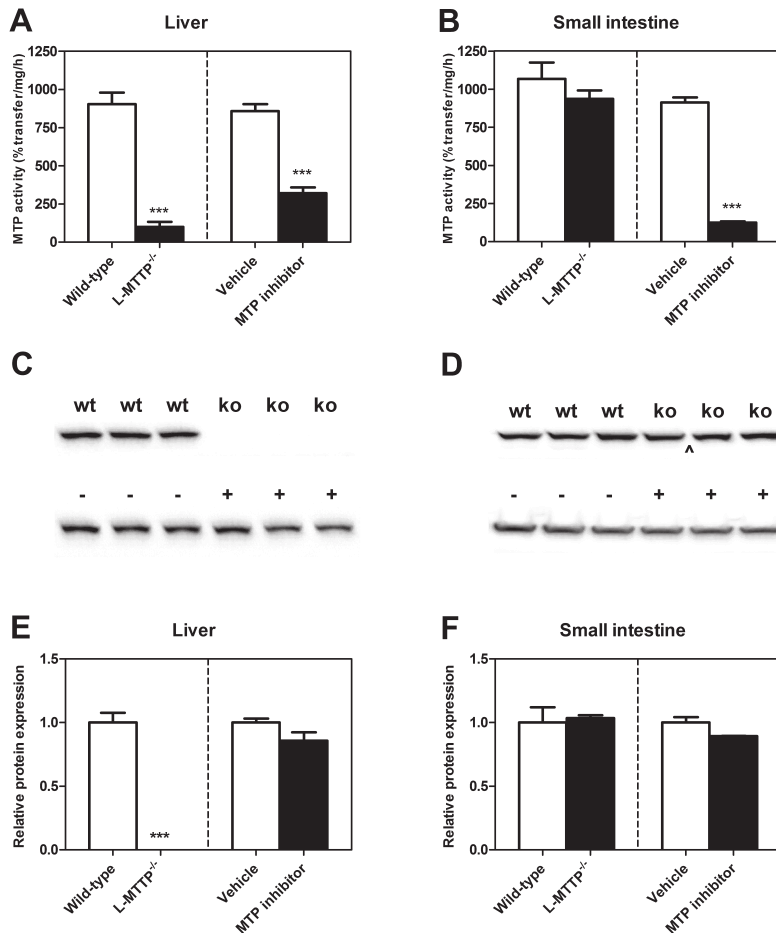 A
Liver
MTP activity (% transfer/mg/h)
1250
1000
750
500
250
0
***
***
Wild-type
L-MTTP-/-
Vehicle
MTP inhibitor
B
Small intestine
MTP activity (% transfer/mg/h)
1250
1000
750
500
250
0
***
Wild-type
L-MTTP-/-
Vehicle
MTP inhibitor
C
wt wt wt ko ko ko
- - - + + +
D
wt wt wt ko ko ko
^
- - - + + +
E
Liver
Relative protein expression
1.5
1.0
0.5
0.0
***
Wild-type
L-MTTP-/-
Vehicle
MTP inhibitor
F
Small intestine
Relative protein expression
1.5
1.0
0.5
0.0
Wild-type
L-MTTP-/-
Vehicle
MTP inhibitor